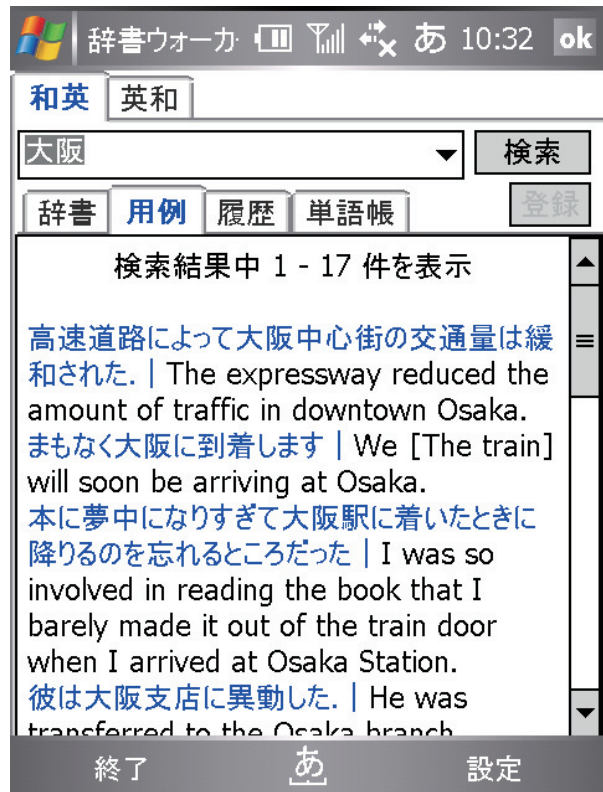 辞書ウォーカ あ 10:32 ok
和英 英和
大阪 検索
辞書 用例 履歴 単語帳 登録
検索結果中 1 - 17 件を表示
高速道路によって大阪中心街の交通量は緩
和された. | The expressway reduced the
amount of traffic in downtown Osaka.
まもなく大阪に到着します | We [The train]
will soon be arriving at Osaka.
本に夢中になりすぎて大阪駅に着いたときに
降りるのを忘れるところだった | I was so
involved in reading the book that I
barely made it out of the train door
when I arrived at Osaka Station.
彼は大阪支店に異動した. | He was
transferred to the Osaka branch
終了 あ 設定